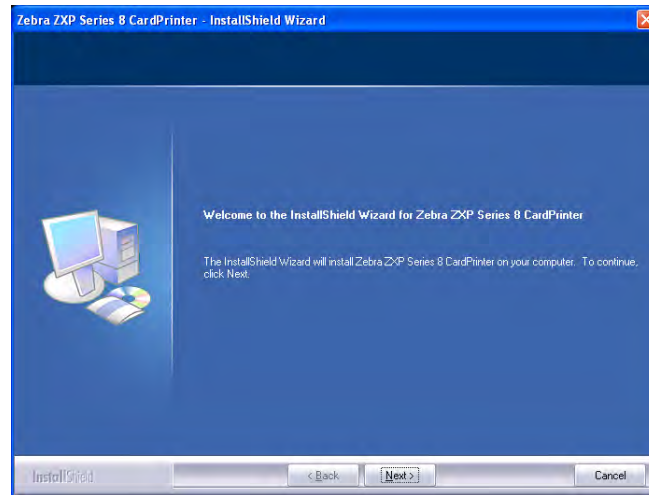 Zebra ZXP Series 8 CardPrinter - InstallShield Wizard
Welcome to the InstallShield Wizard for Zebra ZXP Series 8 CardPrinter
The InstallShield Wizard will install Zebra ZXP Series 8 CardPrinter on your computer. To continue,
click Next.
InstallShield
< Back
Next >
Cancel